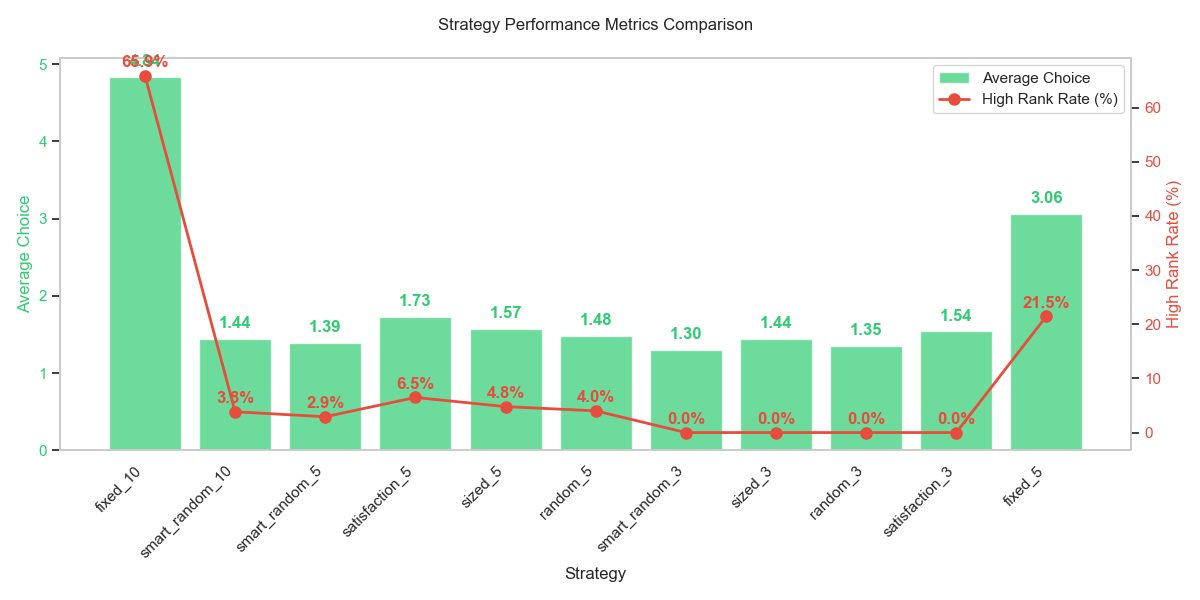 Strategy Performance Metrics Comparison
Average Choice
High Rank Rate (%)
5
4
3
2
1
0
Average Choice
60
50
40
30
20
10
0
High Rank Rate (%)
65.9%
1.44
1.39
1.73
1.57
1.48
1.30
1.44
1.35
1.54
3.06
3.8%
2.9%
6.5%
4.8%
4.0%
0.0%
0.0%
0.0%
0.0%
21.5%
fixed_10
smart_random_10
smart_random_5
satisfaction_5
sized_5
random_5
smart_random_3
sized_3
random_3
satisfaction_3
fixed_5
Strategy